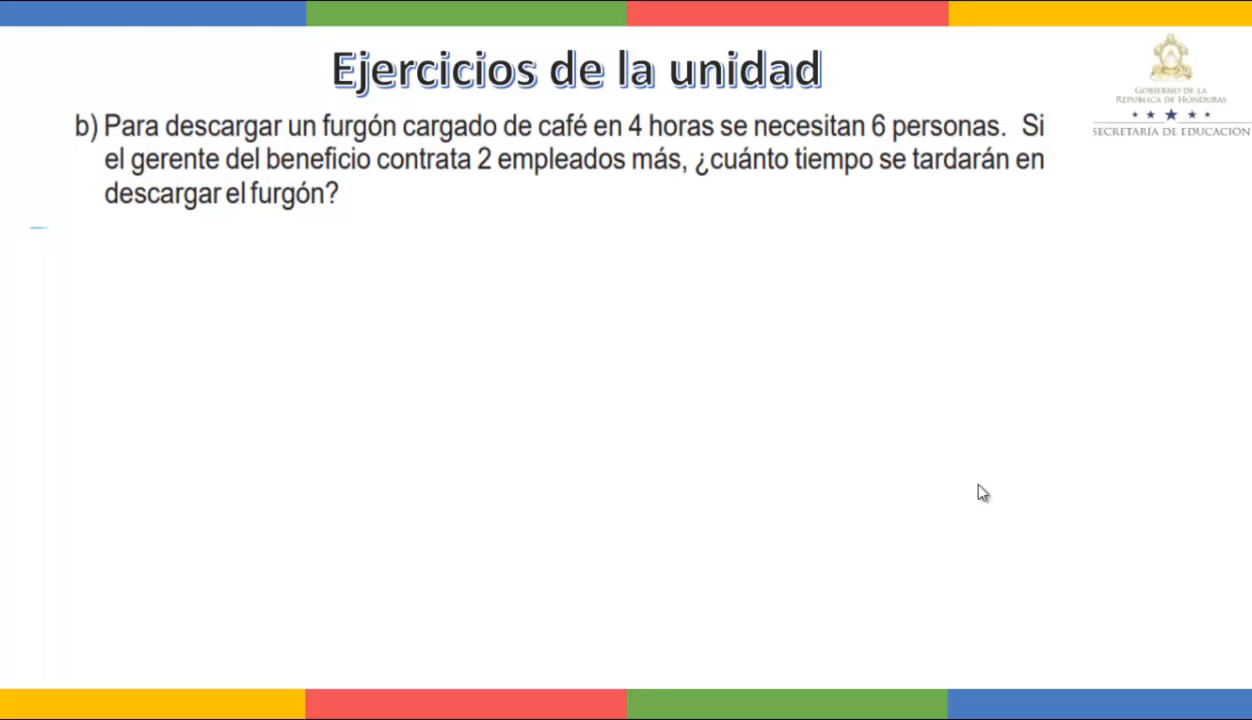 Ejercicios de la unidad
GOBIERNO DE LA
REPÚBLICA DE HONDURAS
SECRETARÍA DE EDUCACIÓN
b) Para descargar un furgón cargado de café en 4 horas se necesitan 6 personas. Si
el gerente del beneficio contrata 2 empleados más, ¿cuánto tiempo se tardarán en
descargar el furgón?